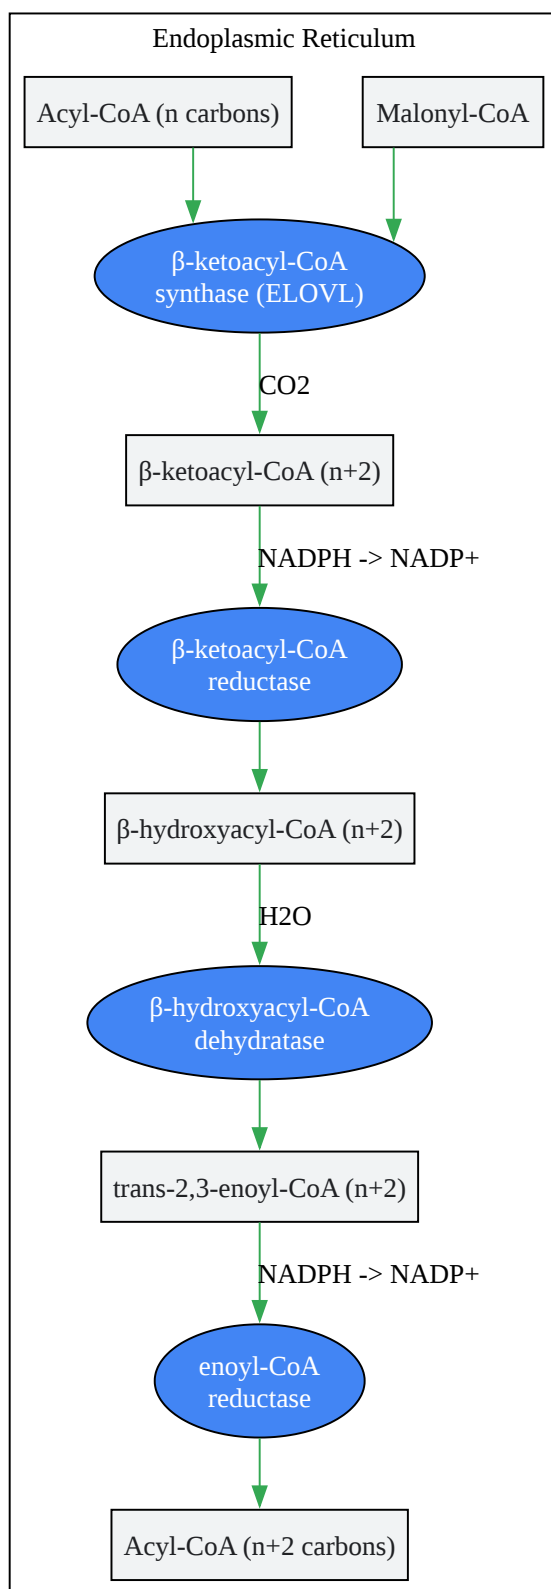 Endoplasmic Reticulum
Acyl-CoA (n carbons)
Malonyl-CoA
β-ketoacyl-CoA
synthase (ELOVL)
CO2
β-ketoacyl-CoA (n+2)
NADPH -> NADP+
β-ketoacyl-CoA
reductase
β-hydroxyacyl-CoA (n+2)
H2O
β-hydroxyacyl-CoA
dehydratase
trans-2,3-enoyl-CoA (n+2)
NADPH -> NADP+
enoyl-CoA
reductase
Acyl-CoA (n+2 carbons)